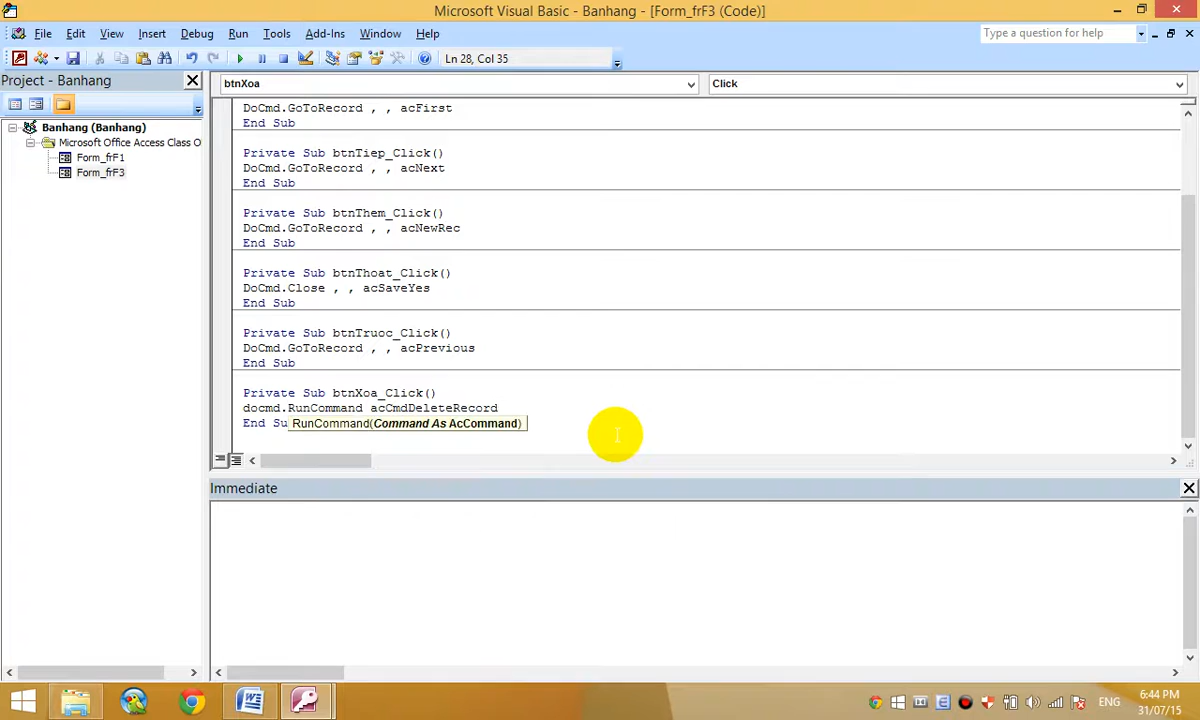 Microsoft Visual Basic - Banhang - [Form_frF3 (Code)]
File Edit View Insert Debug Run Tools Add-Ins Window Help
Type a question for help
Ln 28, Col 35
Project - Banhang
btnXoa
Click
Banhang (Banhang)
Microsoft Office Access Class O
Form_frF1
Form_frF3
DoCmd.GoToRecord , , acFirst
End Sub
Private Sub btnTiep_Click()
DoCmd.GoToRecord , , acNext
End Sub
Private Sub btnThem_Click()
DoCmd.GoToRecord , , acNewRec
End Sub
Private Sub btnThoat_Click()
DoCmd.Close , , acSaveYes
End Sub
Private Sub btnTruoc_Click()
DoCmd.GoToRecord , , acPrevious
End Sub
Private Sub btnXoa_Click()
docmd.RunCommand acCmdDeleteRecord
End Su
RunCommand(Command As AcCommand)
Immediate
ENG
6:44 PM
31/07/15